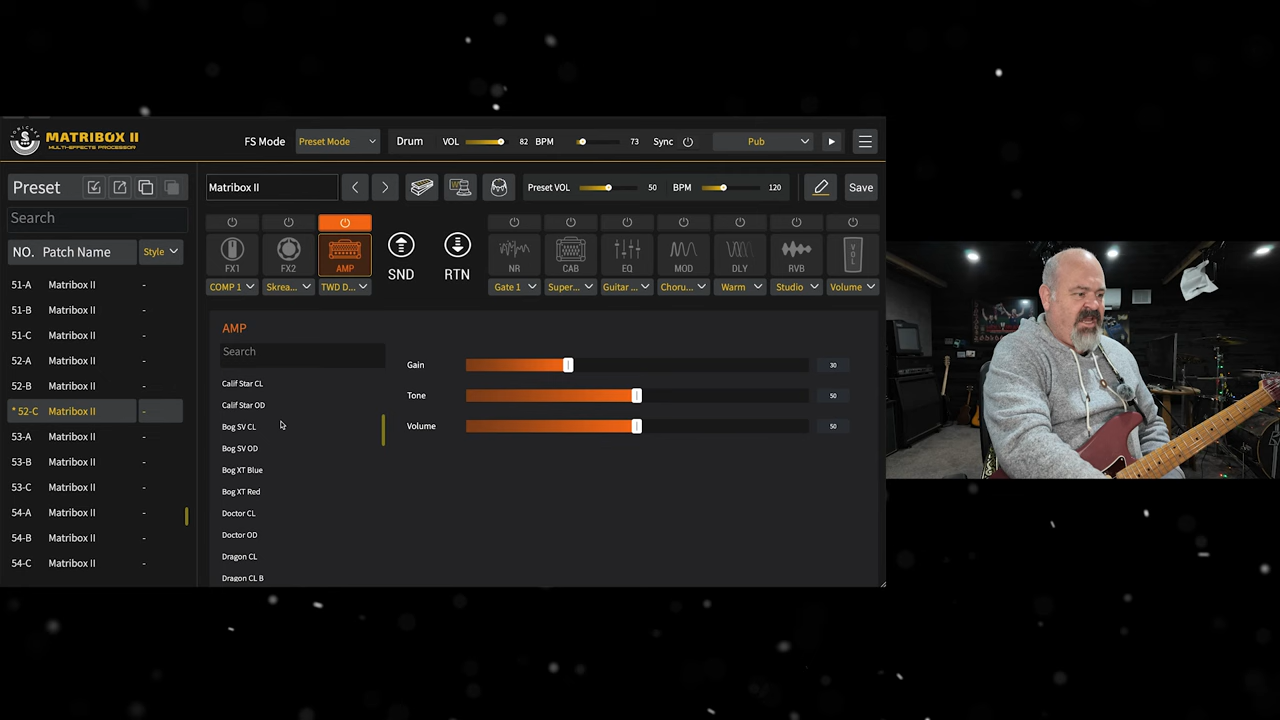 MATRIBOX II
MULTI-EFFECTS PROCESSOR
FS Mode
Preset Mode
Drum
VOL
82
BPM
73
Sync
Pub
Preset
Matribox II
Preset VOL
50
BPM
120
Save
Search
NO.
Patch Name
Style
FX1
FX2
AMP
SND
RTN
NR
CAB
EQ
MOD
DLY
RVB
VOL
COMP 1
Skrea...
TWD D...
Gate 1
Super...
Guitar ...
Choru...
Warm
Studio
Volume
51-A Matribox II -
51-B Matribox II -
51-C Matribox II -
52-A Matribox II -
52-B Matribox II -
* 52-C Matribox II -
53-A Matribox II -
53-B Matribox II -
53-C Matribox II -
54-A Matribox II -
54-B Matribox II -
54-C Matribox II -
AMP
Search
Calif Star CL
Calif Star OD
Bog SV CL
Bog SV OD
Bog XT Blue
Bog XT Red
Doctor CL
Doctor OD
Dragon CL
Dragon CL B
Gain
30
Tone
50
Volume
50